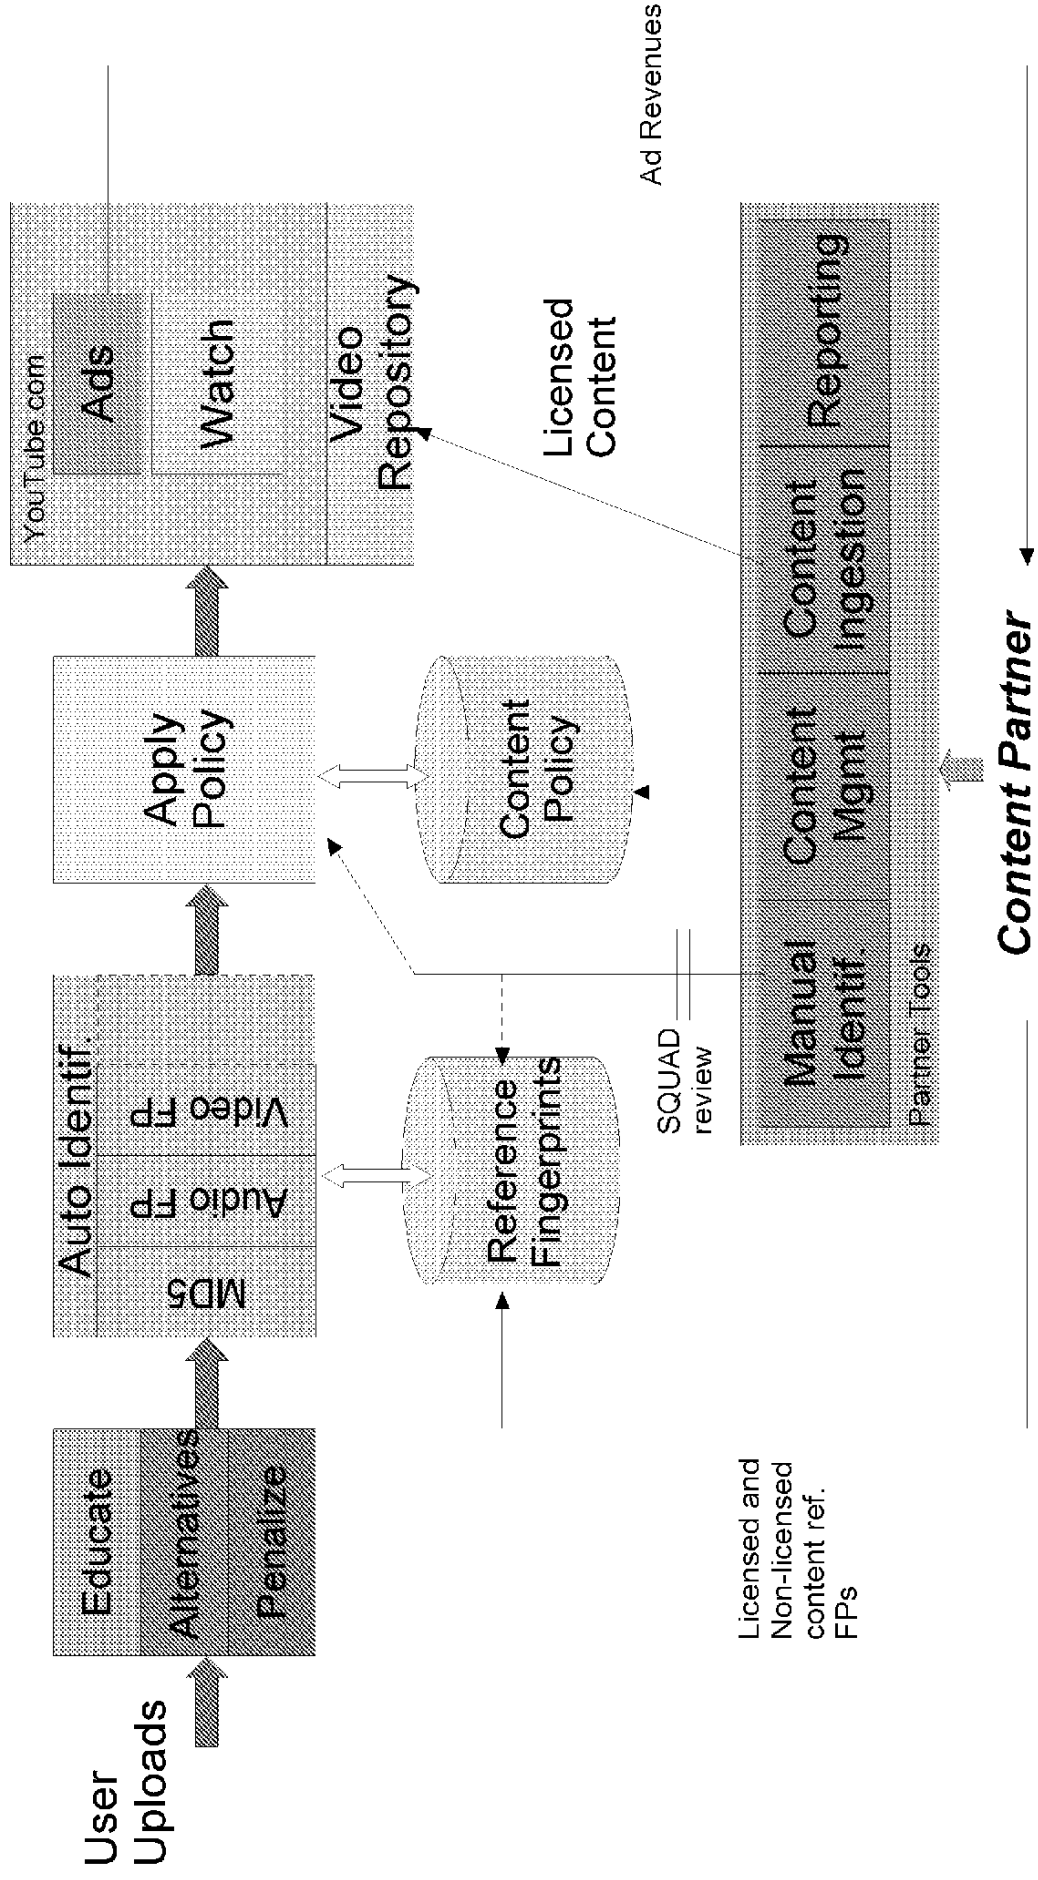 User
Uploads
Educate
Alternatives
Penalize
Auto Identif.
MD5
Audio FP
Video FP
Apply
Policy
YouTube.com
Ads
Watch
Video
Repository
Reference
Fingerprints
Content
Policy
Licensed
Content
Ad Revenues
SQUAD
review
Licensed and
Non-licensed
content ref.
FPs
Manual
Identif.
Content
Mgmt
Content
Ingestion
Reporting
Partner Tools
Content Partner